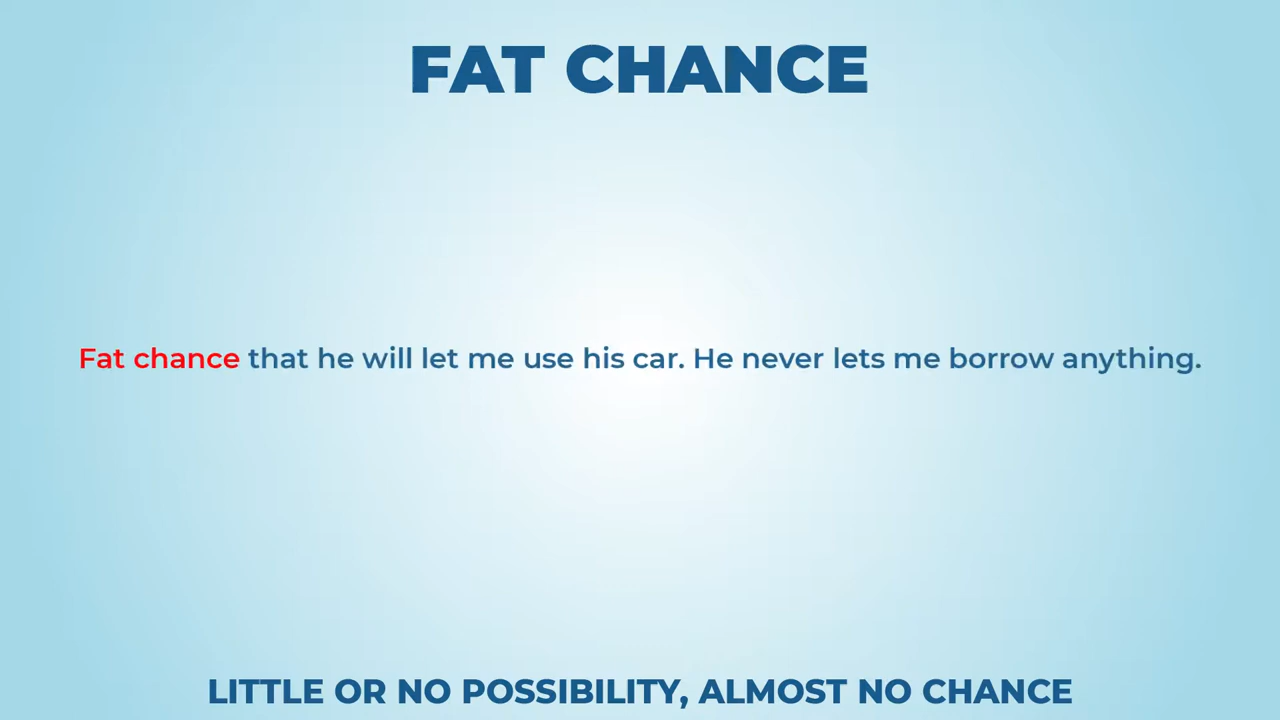 FAT CHANCE
Fat chance that he will let me use his car. He never lets me borrow anything.
LITTLE OR NO POSSIBILITY, ALMOST NO CHANCE